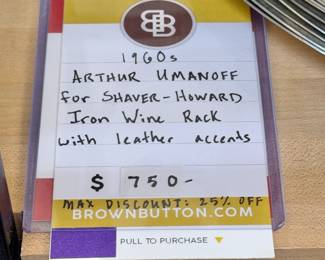 1960s
ARTHUR UMANOFF
for SHAVER-HOWARD
Iron Wine Rack
with leather accents
$ 750-
MAX DISCOUNT: 25% OFF
BROWNBUTTON.COM
PULL TO PURCHASE